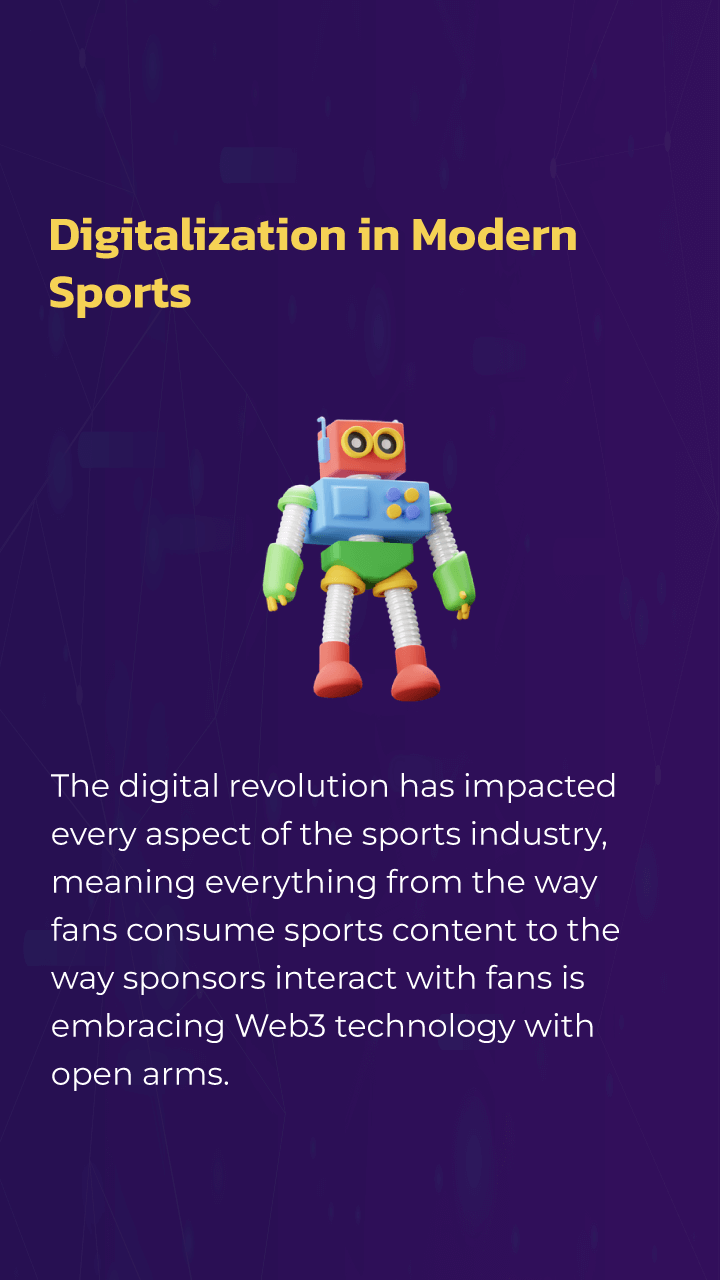 Digitalization in Modern
Sports
The digital revolution has impacted
every aspect of the sports industry,
meaning everything from the way
fans consume sports content to the
way sponsors interact with fans is
embracing Web3 technology with
open arms.